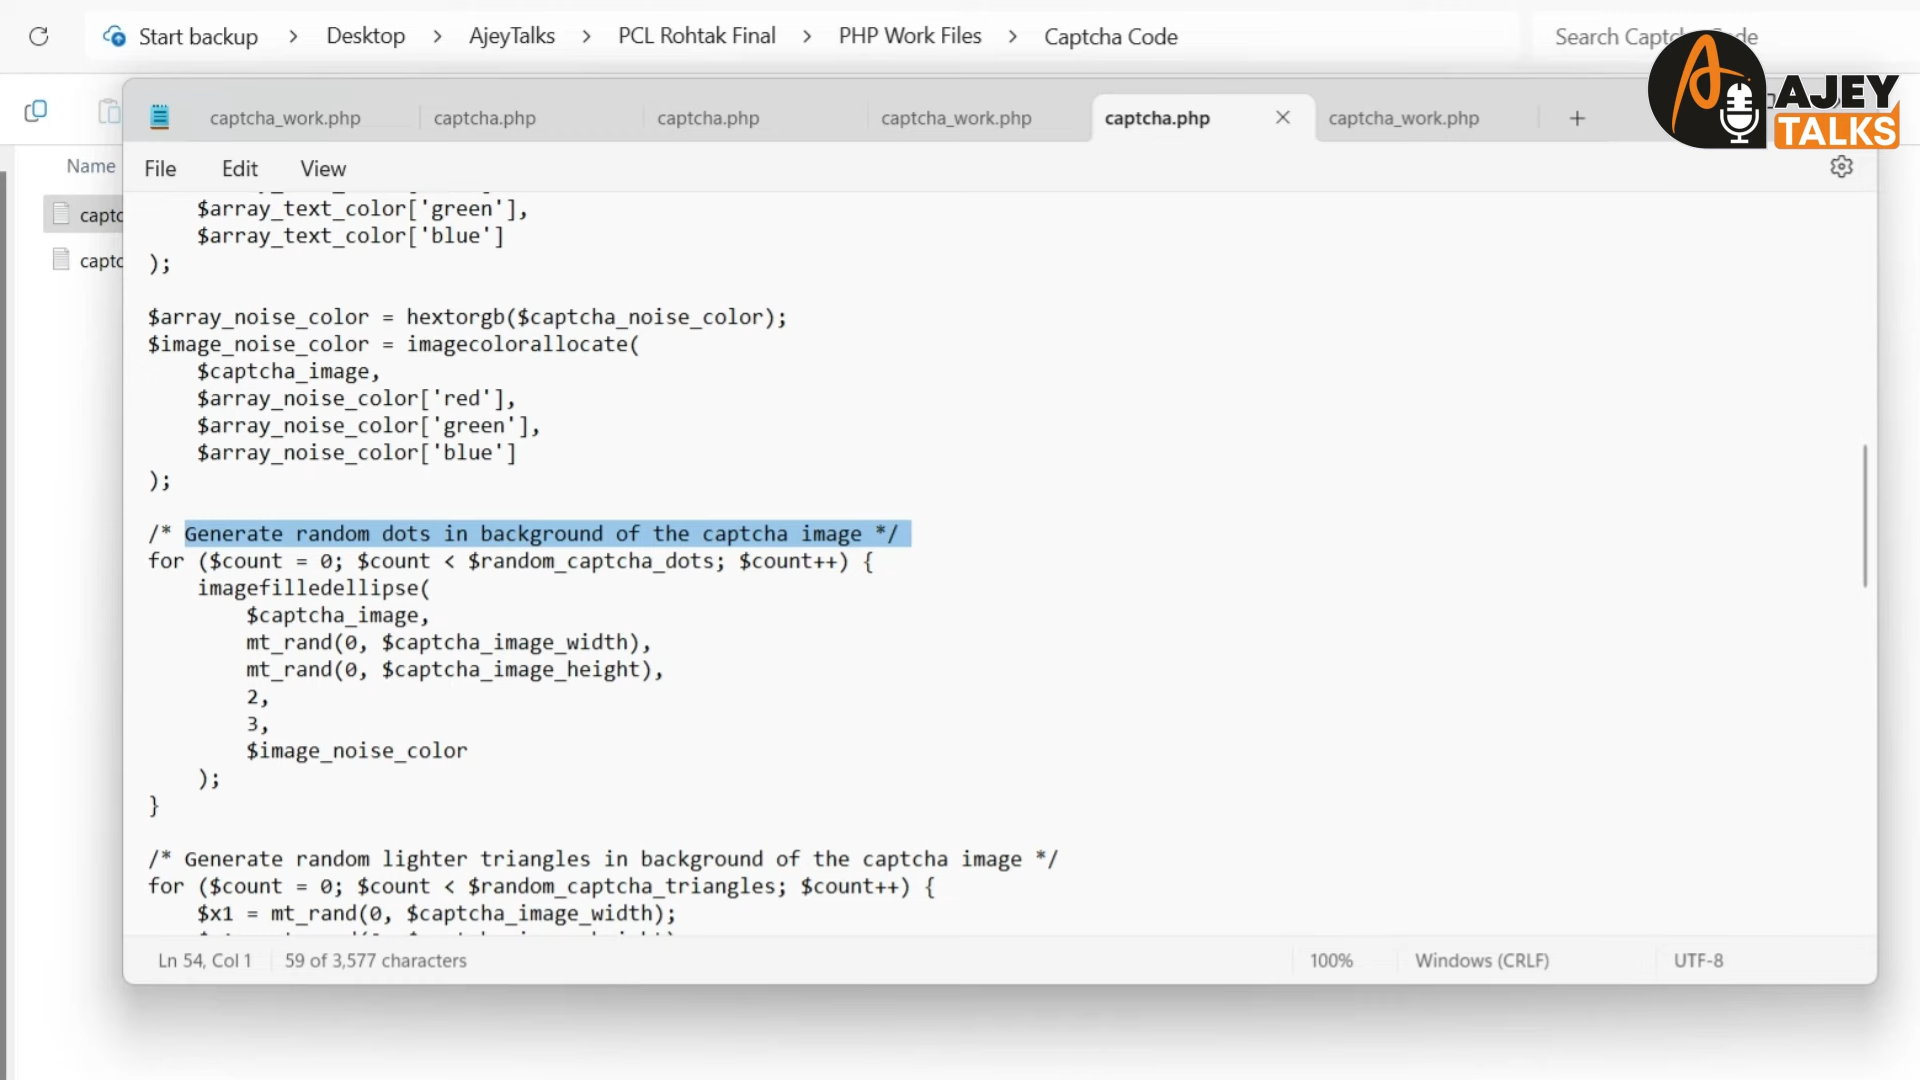 Start backup > Desktop > AjeyTalks > PCL Rohtak Final > PHP Work Files > Captcha Code
Search Captcha Code
AJEY
TALKS
captcha_work.php captcha.php captcha.php captcha_work.php captcha.php captcha_work.php
File Edit View
Name
captc
captc
$array_text_color['green'],
$array_text_color['blue']
);
$array_noise_color = hextorgb($captcha_noise_color);
$image_noise_color = imagecolorallocate(
$captcha_image,
$array_noise_color['red'],
$array_noise_color['green'],
$array_noise_color['blue']
);
/* Generate random dots in background of the captcha image */
for ($count = 0; $count < $random_captcha_dots; $count++) {
imagefilledellipse(
$captcha_image,
mt_rand(0, $captcha_image_width),
mt_rand(0, $captcha_image_height),
2,
3,
$image_noise_color
);
}
/* Generate random lighter triangles in background of the captcha image */
for ($count = 0; $count < $random_captcha_triangles; $count++) {
$x1 = mt_rand(0, $captcha_image_width);
Ln 54, Col 1 59 of 3,577 characters 100% Windows (CRLF) UTF-8